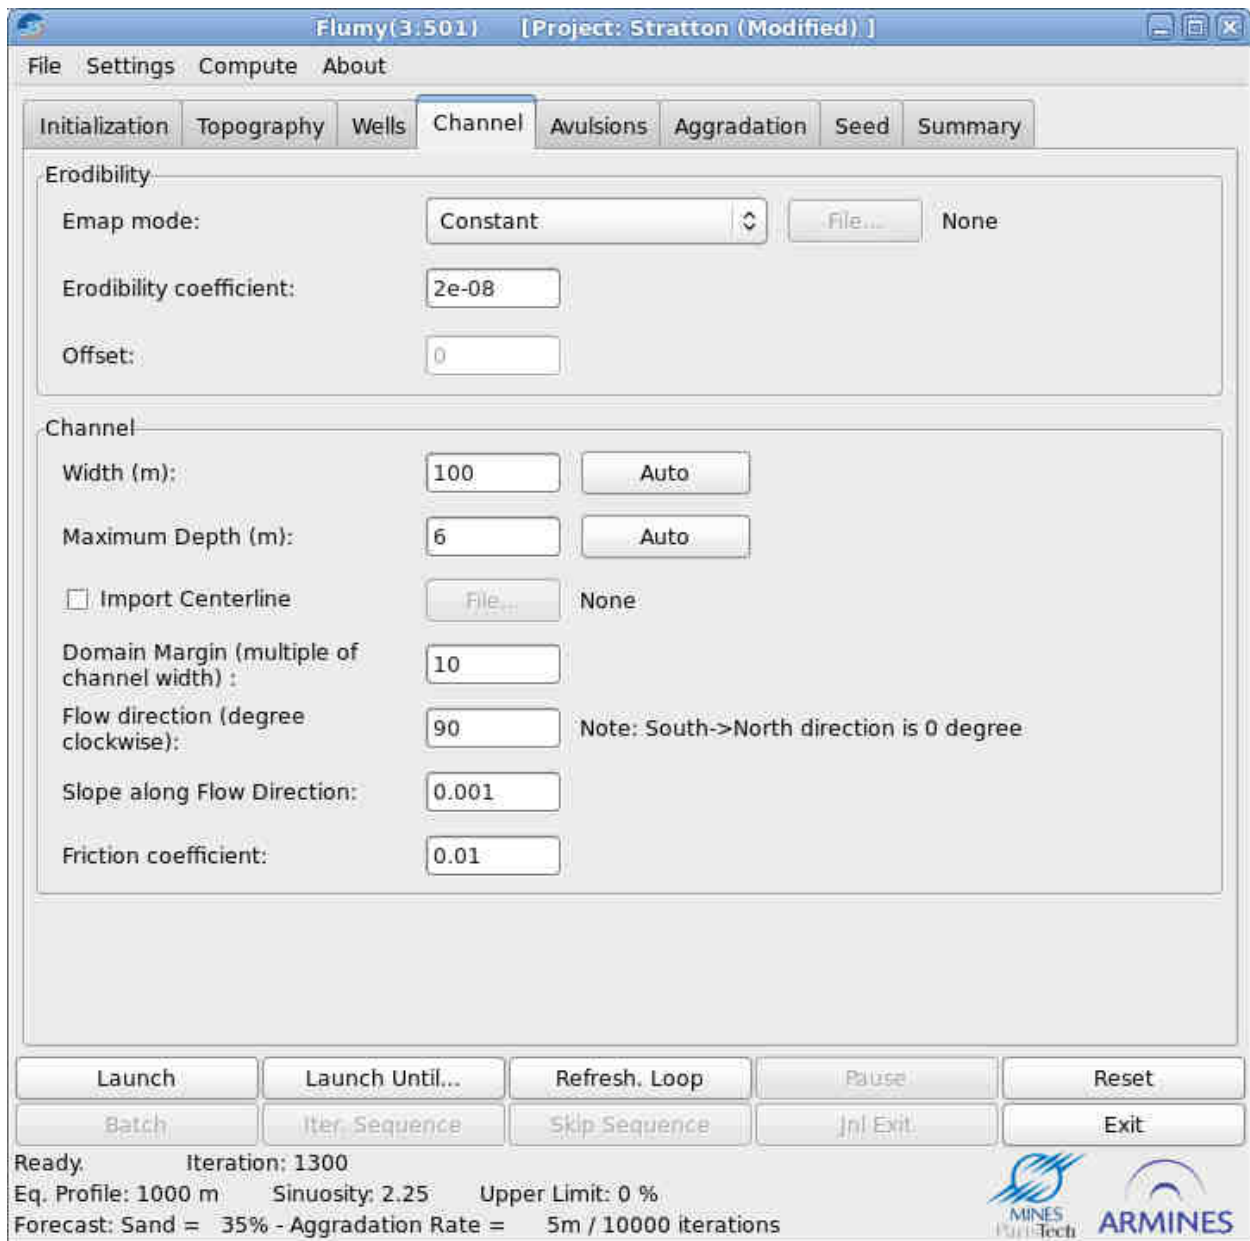 Flumy(3.501) [Project: Stratton (Modified) ]
File Settings Compute About
Initialization Topography Wells Channel Avulsions Aggradation Seed Summary
Erodibility
Emap mode: Constant File... None
Erodibility coefficient: 2e-08
Offset: 0
Channel
Width (m): 100 Auto
Maximum Depth (m): 6 Auto
Import Centerline File... None
Domain Margin (multiple of
channel width) : 10
Flow direction (degree
clockwise): 90 Note: South->North direction is 0 degree
Slope along Flow Direction: 0.001
Friction coefficient: 0.01
Launch Launch Until... Refresh. Loop Pause Reset
Batch Iter. Sequence Skip Sequence Jnl Exit Exit
Ready. Iteration: 1300
Eq. Profile: 1000 m Sinuosity: 2.25 Upper Limit: 0 %
Forecast: Sand = 35% - Aggradation Rate = 5m / 10000 iterations
MINES
ParisTech
ARMINES